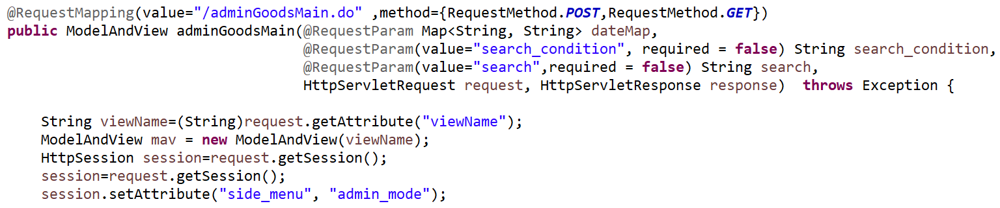 @RequestMapping(value="/adminGoodsMain.do" ,method={RequestMethod.POST,RequestMethod.GET})
public ModelAndView adminGoodsMain(@RequestParam Map<String, String> dateMap,
@RequestParam(value="search_condition", required = false) String search_condition,
@RequestParam(value="search",required = false) String search,
HttpServletRequest request, HttpServletResponse response)  throws Exception {
String viewName=(String)request.getAttribute("viewName");
ModelAndView mav = new ModelAndView(viewName);
HttpSession session=request.getSession();
session=request.getSession();
session.setAttribute("side_menu", "admin_mode");